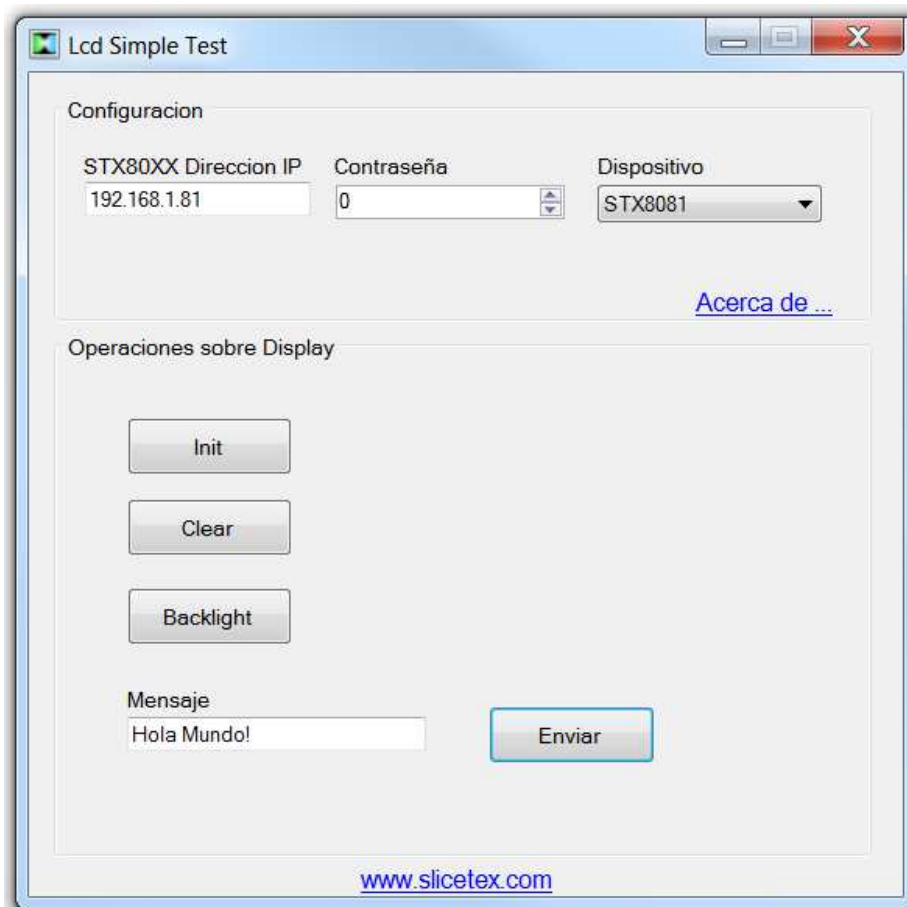 Lcd Simple Test
Configuracion
STX80XX Direccion IP
192.168.1.81
Contraseña
0
Dispositivo
STX8081
Acerca de ...
Operaciones sobre Display
Init
Clear
Backlight
Mensaje
Hola Mundo!
Enviar
www.slicetex.com